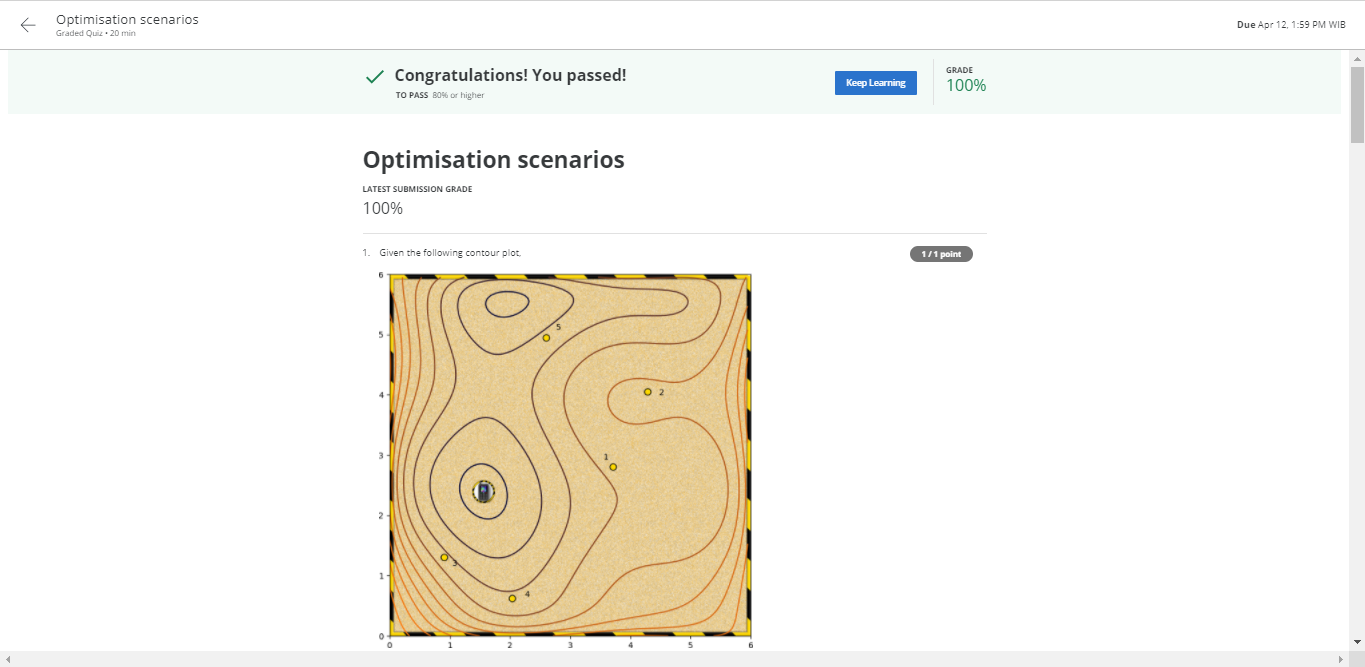 Optimisation scenarios
Graded Quiz • 20 min
Due Apr 12, 1:59 PM WIB
Congratulations! You passed!
TO PASS 80% or higher
Keep Learning
GRADE
100%
Optimisation scenarios
LATEST SUBMISSION GRADE
100%
1. Given the following contour plot,
1 / 1 point
6
5
5
4
2
3
1
2
3
1
4
0
0 1 2 3 4 5 6